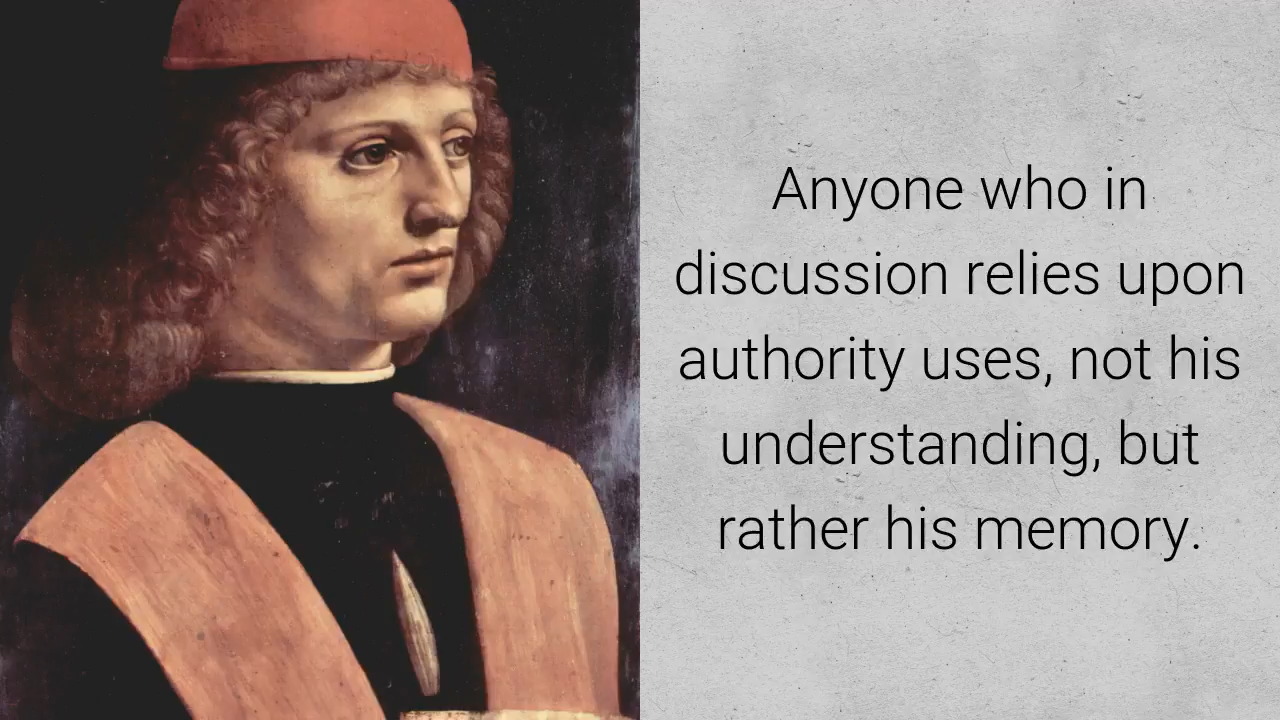 Anyone who in
discussion relies upon
authority uses, not his
understanding, but
rather his memory.